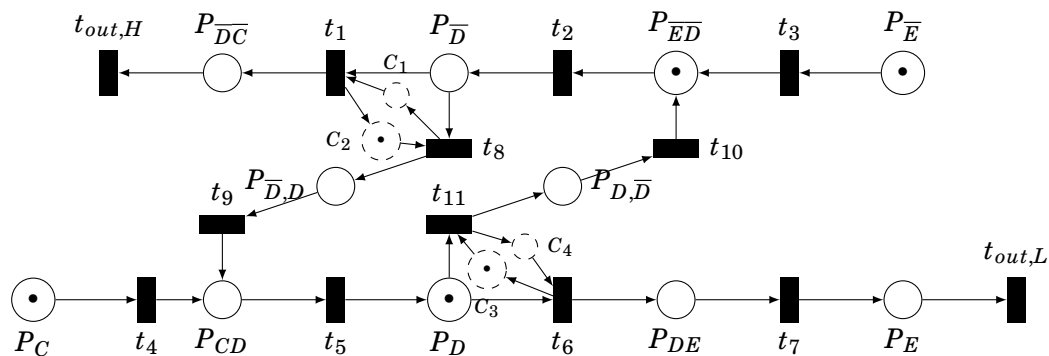 t_{out,H} P_{\overline{DC}} t_1 P_{\overline{D}} t_2 P_{\overline{ED}} t_3 P_{\overline{E}}
C_1
C_2 t_8 t_{10}
P_{\overline{D},D} t_9 t_{11} P_{D,\overline{D}}
C_4
t_{out,L}
C_3
P_C t_4 P_{CD} t_5 P_D t_6 P_{DE} t_7 P_E